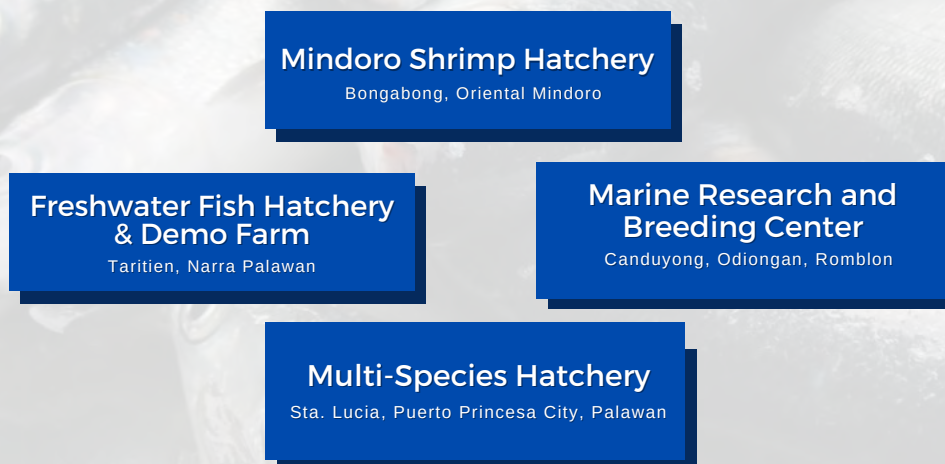 Mindoro Shrimp Hatchery
Bongabong, Oriental Mindoro
Freshwater Fish Hatchery
& Demo Farm
Taritien, Narra Palawan
Marine Research and
Breeding Center
Canduyong, Odiongan, Romblon
Multi-Species Hatchery
Sta. Lucia, Puerto Princesa City, Palawan